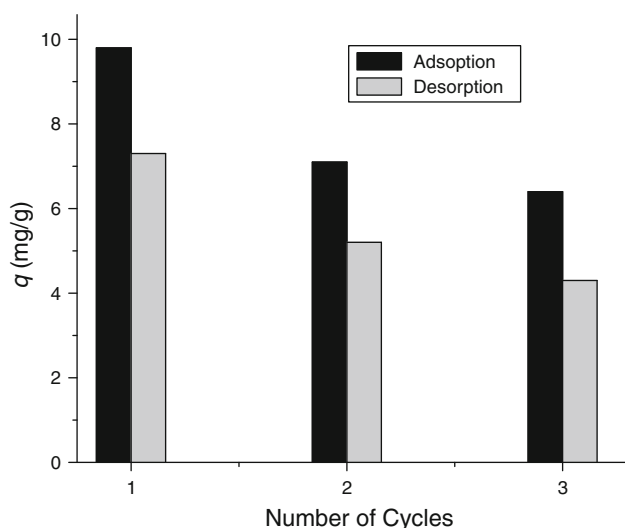 10
8
6
4
2
0
q (mg/g)
Adsoption
Desorption
1 2 3
Number of Cycles